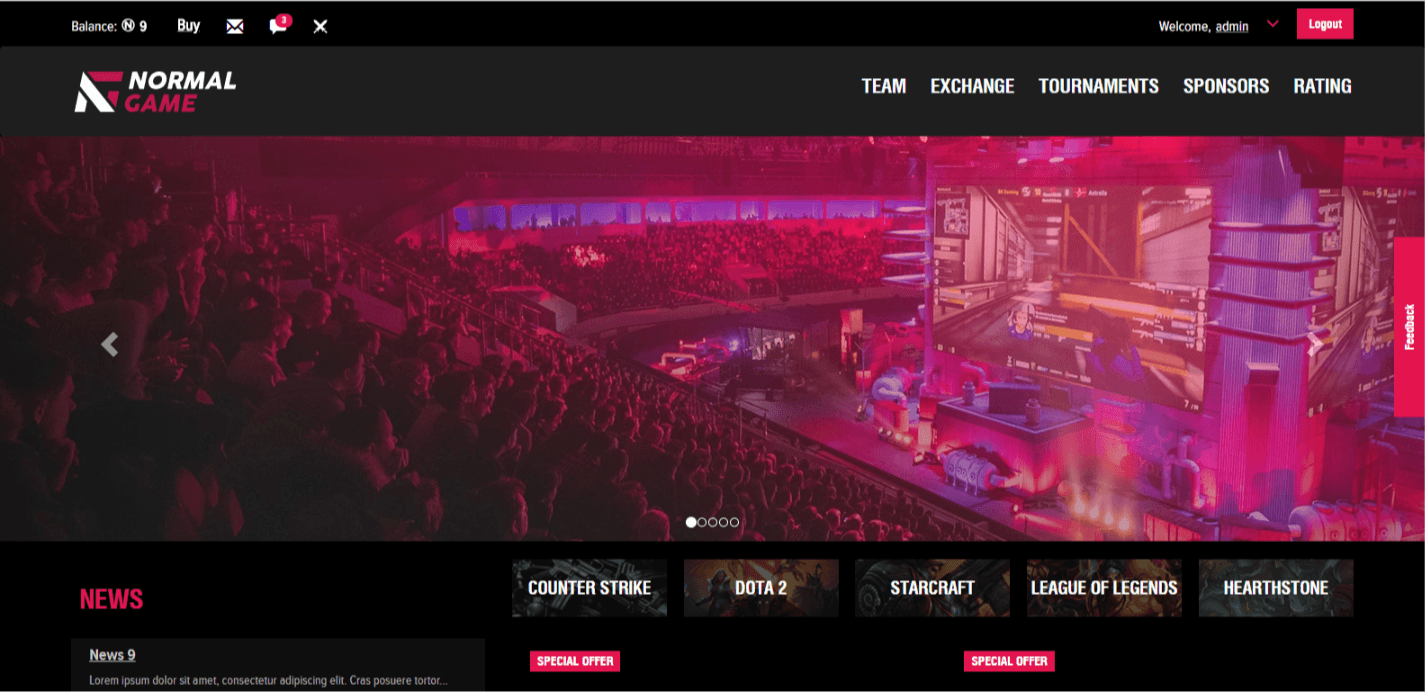 Balance: N 9 Buy 3 Welcome, admin Logout
NORMAL
GAME
TEAM EXCHANGE TOURNAMENTS SPONSORS RATING
Astralis
Feedback
COUNTER STRIKE DOTA 2 STARCRAFT LEAGUE OF LEGENDS HEARTHSTONE
NEWS
News 9
SPECIAL OFFER SPECIAL OFFER
Lorem ipsum dolor sit amet, consectetur adipiscing elit. Cras posuere tortor...